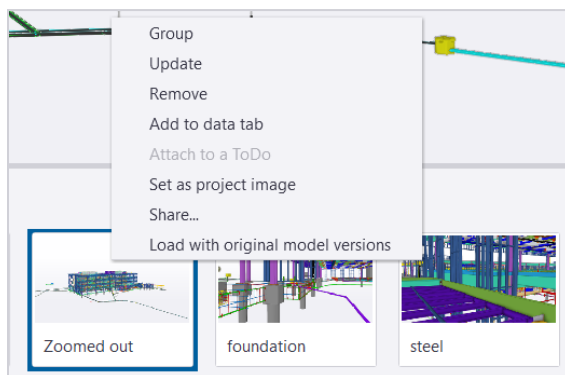 Group
Update
Remove
Add to data tab
Attach to a ToDo
Set as project image
Share...
Load with original model versions
Zoomed out
foundation
steel